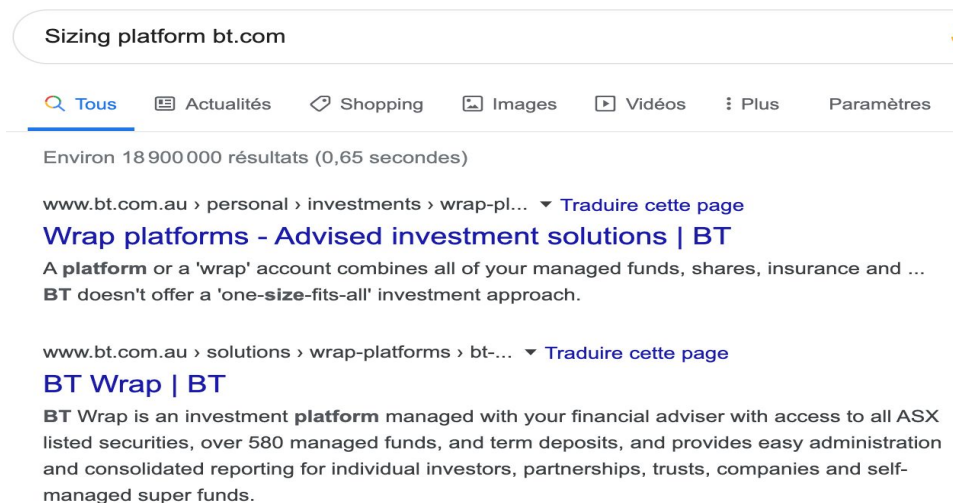 Sizing platform bt.com
Tous Actualités Shopping Images Vidéos Plus Paramètres
Environ 18 900 000 résultats (0,65 secondes)
www.bt.com.au › personal › investments › wrap-pl... Traduire cette page
Wrap platforms - Advised investment solutions | BT
A platform or a 'wrap' account combines all of your managed funds, shares, insurance and ...
BT doesn't offer a 'one-size-fits-all' investment approach.
www.bt.com.au › solutions › wrap-platforms › bt-... Traduire cette page
BT Wrap | BT
BT Wrap is an investment platform managed with your financial adviser with access to all ASX
listed securities, over 580 managed funds, and term deposits, and provides easy administration
and consolidated reporting for individual investors, partnerships, trusts, companies and self-
managed super funds.